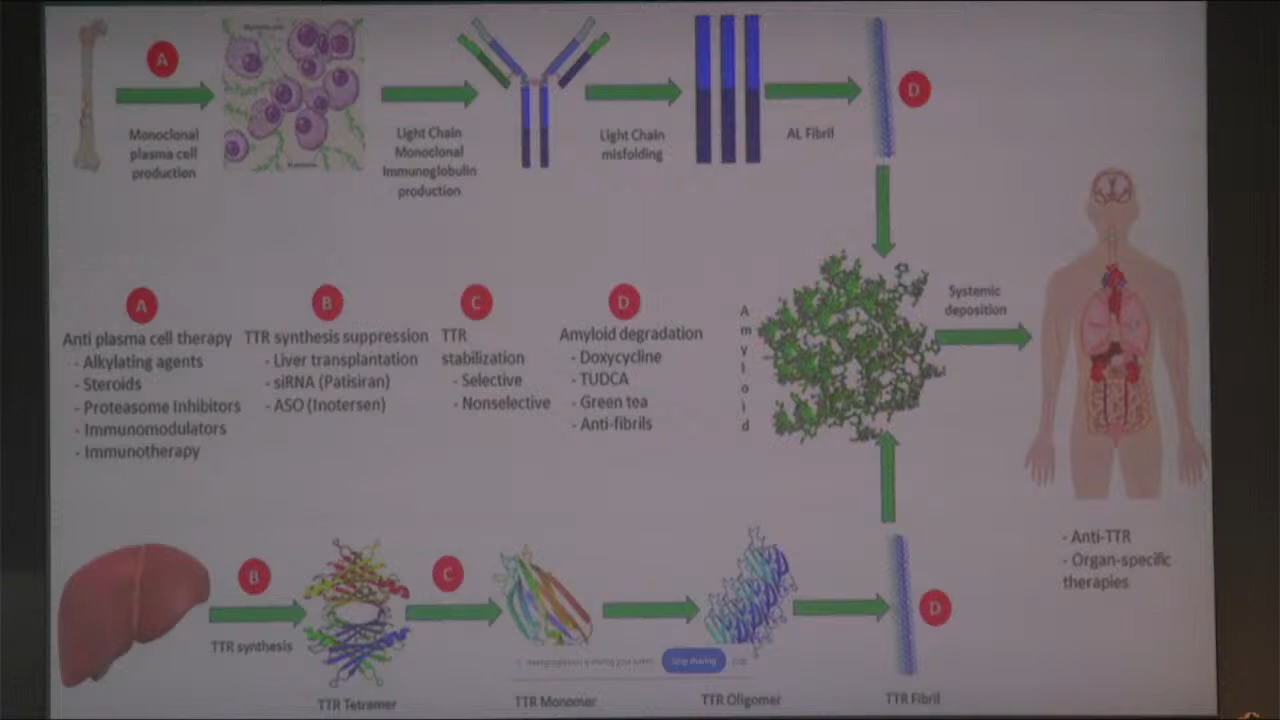 A
Monoclonal
plasma cell
production
Light Chain
Monoclonal
Immunoglobulin
production
Light Chain
misfolding
AL Fibril
D
A
B
C
D
Anti plasma cell therapy
- Alkylating agents
- Steroids
- Proteasome Inhibitors
- Immunomodulators
- Immunotherapy
TTR synthesis suppression
- Liver transplantation
- siRNA (Patisiran)
- ASO (Inotersen)
TTR
stabilization
- Selective
- Nonselective
Amyloid degradation
- Doxycycline
- TUDCA
- Green tea
- Anti-fibrils
A
m
y
l
o
i
d
Systemic
deposition
- Anti-TTR
- Organ-specific
therapies
B
TTR synthesis
C
D
TTR Tetramer
TTR Monomer
TTR Oligomer
TTR Fibril
Stop sharing